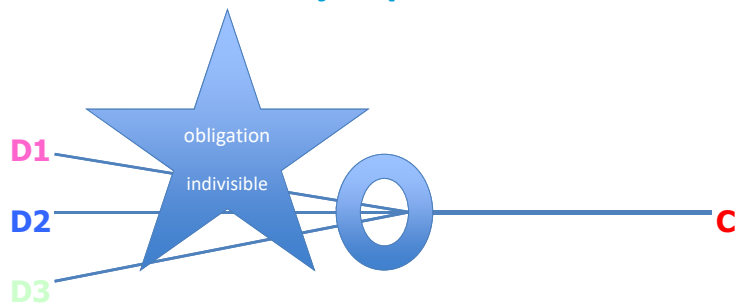 obligation
indivisible
D1
D2
C
D3